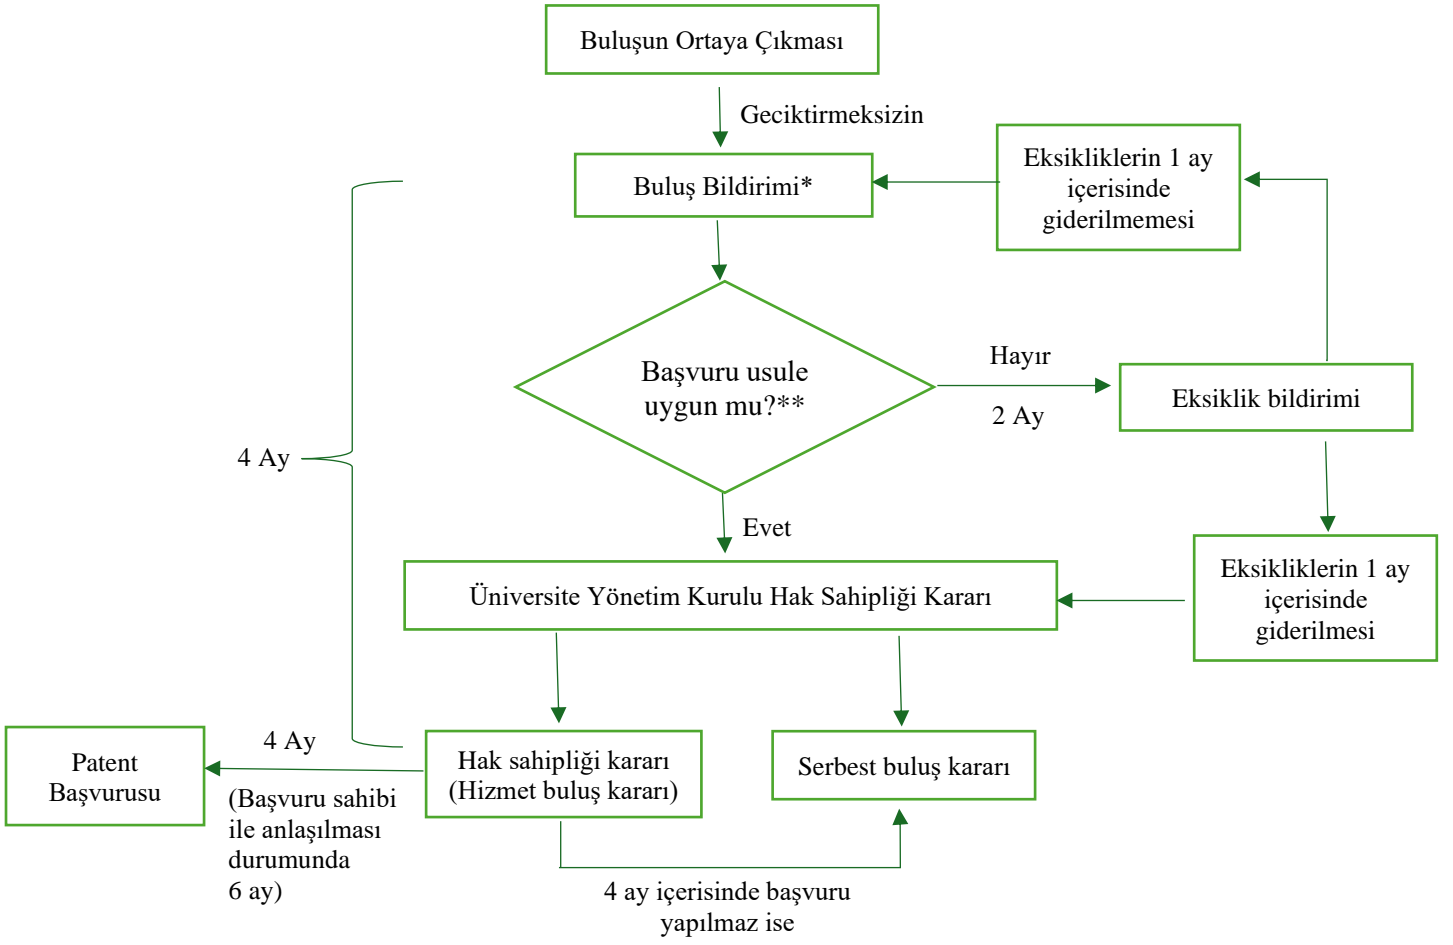 Buluşun Ortaya Çıkması
Geciktirmeksizin
Buluş Bildirimi*
Eksikliklerin 1 ay
içerisinde
giderilmemesi
Başvuru usule
uygun mu?**
Hayır
2 Ay
Eksiklik bildirimi
4 Ay
Evet
Üniversite Yönetim Kurulu Hak Sahipliği Kararı
Eksikliklerin 1 ay
içerisinde
giderilmesi
Patent
Başvurusu
4 Ay
(Başvuru sahibi
ile anlaşılması
durumunda
6 ay)
Hak sahipliği kararı
(Hizmet buluş kararı)
Serbest buluş kararı
4 ay içerisinde başvuru
yapılmaz ise